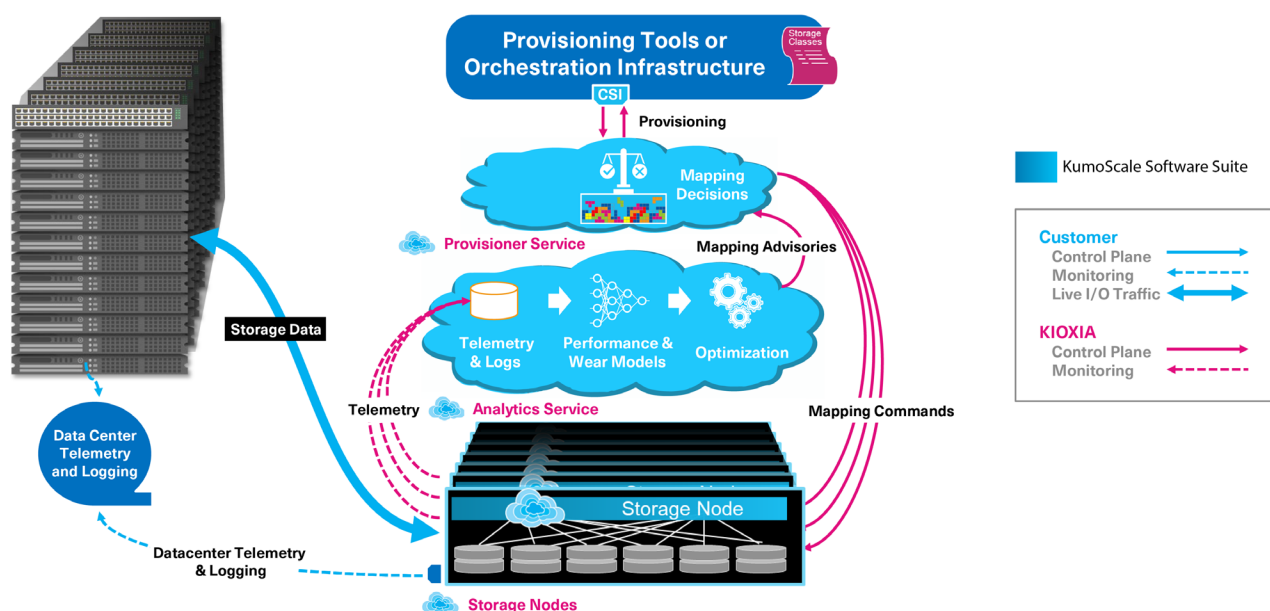 Provisioning Tools or
Orchestration Infrastructure
Storage
Classes
CSI
Provisioning
Mapping
Decisions
Provisioner Service
Mapping Advisories
Telemetry
& Logs
Performance &
Wear Models
Optimization
Storage Data
Telemetry
Analytics Service
Mapping Commands
Data Center
Telemetry
and Logging
Storage Node
Datacenter Telemetry
& Logging
Storage Nodes
KumoScale Software Suite
Customer
Control Plane
Monitoring
Live I/O Traffic
KIOXIA
Control Plane
Monitoring